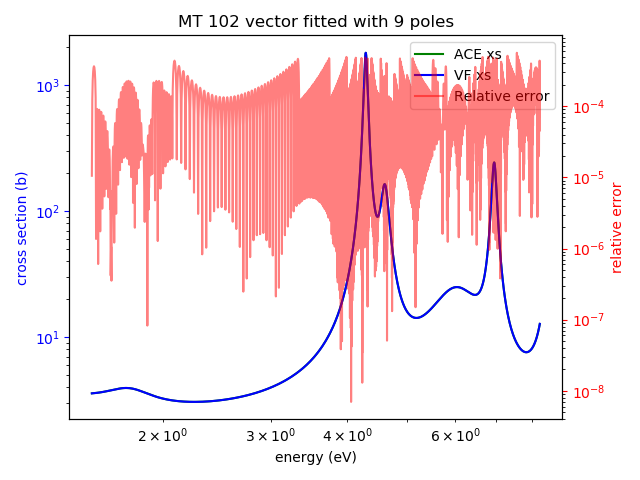 MT 102 vector fitted with 9 poles
ACE xs
VF xs
Relative error
cross section (b)
10³
10²
10¹
relative error
10⁻⁴
10⁻⁵
10⁻⁶
10⁻⁷
10⁻⁸
2 × 10⁰
3 × 10⁰
4 × 10⁰
6 × 10⁰
energy (eV)